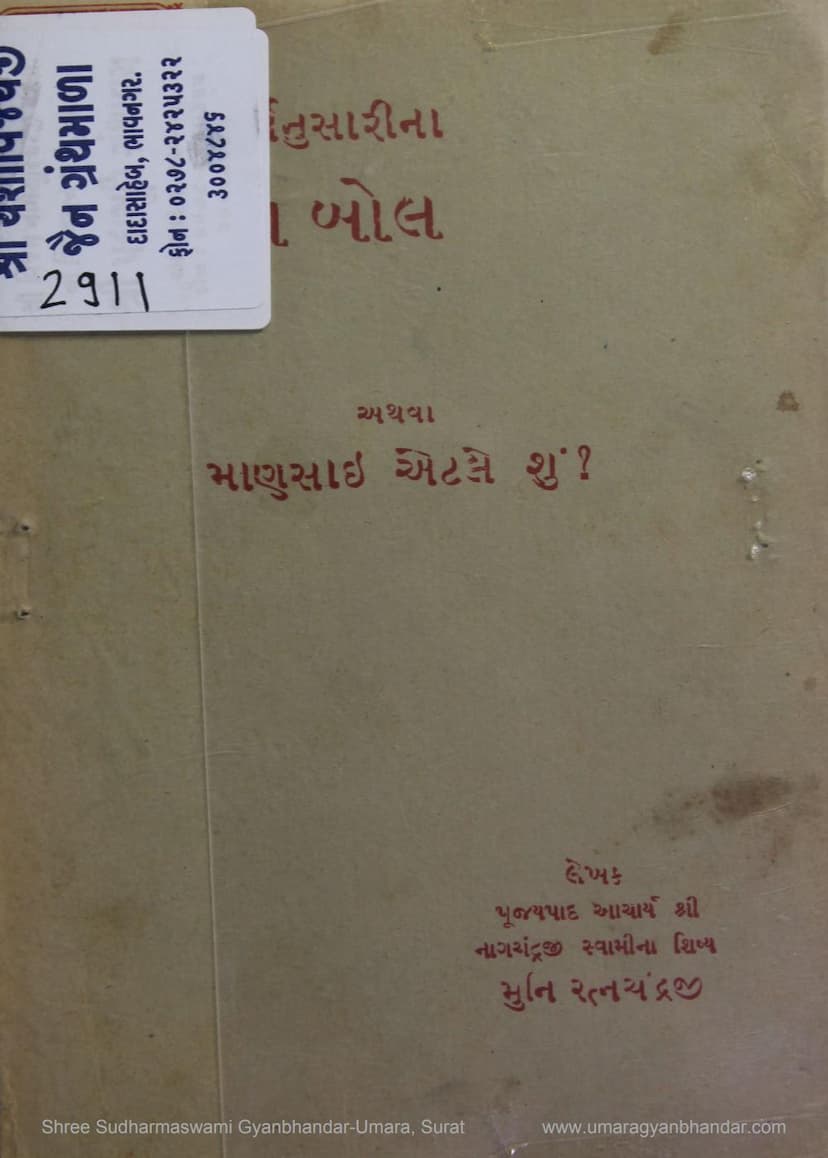 જૈન ગ્રંથમાળા
દાદાસાહેબ, ભાવનગર.
ફોન : ૦૨૭૮-૨૪૨૫૩૨૨
૩૦૦૪૮૪૬
2911
બોલ
અથવા
માણસાઇ એટલે શું?
લેખક
પૂજ્યપાદ આચાર્ય શ્રી
નાગચંદ્રજી સ્વામીના શિષ્ય
મુનિ રત્નચંદ્રજી
Shree Sudharmaswami Gyanbhandar-Umara, Surat
www.umaragyanbhandar.com